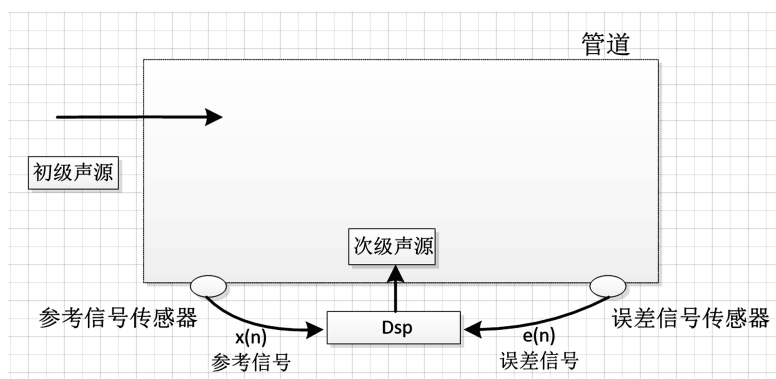 管道
初级声源
次级声源
参考信号传感器
Dsp
误差信号传感器
x(n)
参考信号
e(n)
误差信号